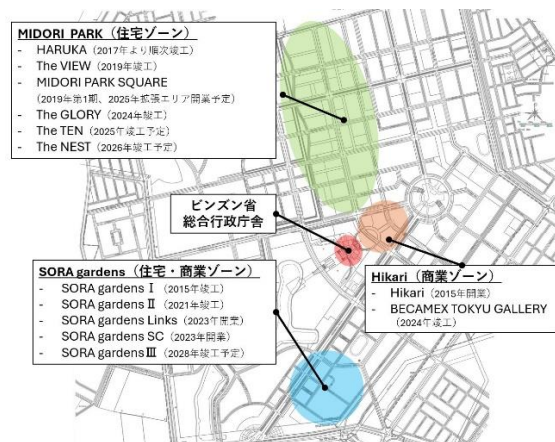 MIDORI PARK（住宅ゾーン）
- HARUKA（2017年より順次竣工）
- The VIEW（2019年竣工）
- MIDORI PARK SQUARE
（2019年第1期、2025年拡張エリア開業予定）
- The GLORY（2024年竣工）
- The TEN（2025年竣工予定）
- The NEST（2026年竣工予定）
ビンズン省
総合行政庁舎
SORA gardens（住宅・商業ゾーン）
- SORA gardens Ⅰ（2015年竣工）
- SORA gardens Ⅱ（2021年竣工）
- SORA gardens Links（2023年開業）
- SORA gardens SC（2023年開業）
- SORA gardens Ⅲ（2028年竣工予定）
Hikari（商業ゾーン）
- Hikari（2015年開業）
- BECAMEX TOKYU GALLERY
（2024年竣工）